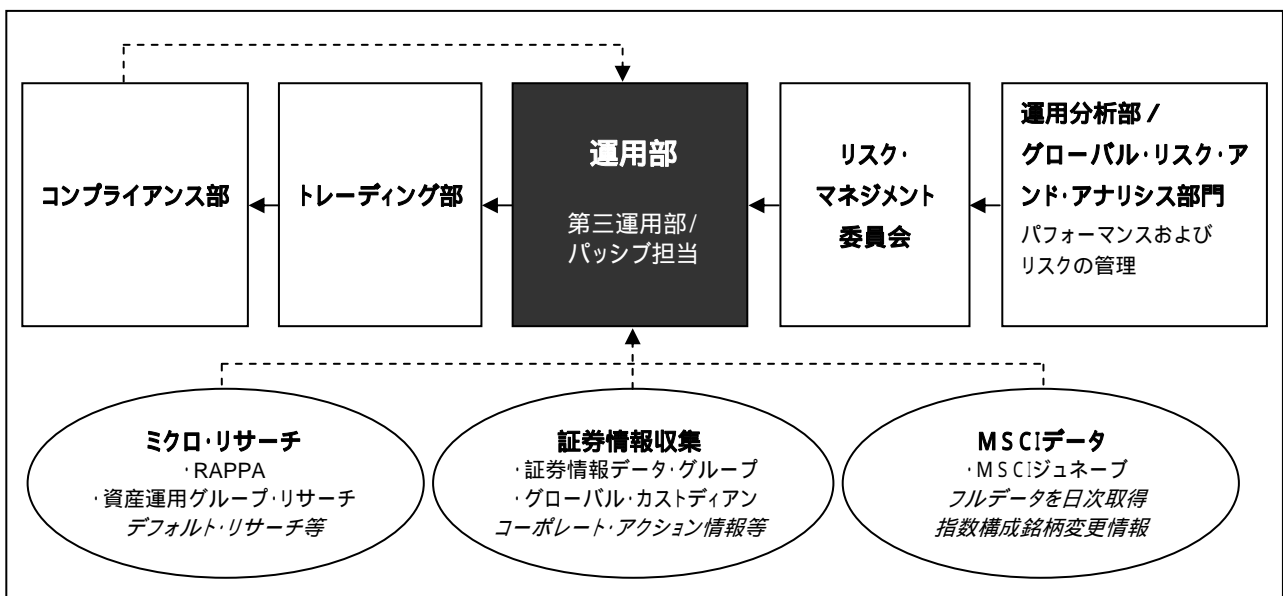 コンプライアンス部
トレーディング部
運用部
第三運用部/
パッシブ担当
リスク・
マネジメント
委員会
運用分析部/
グローバル・リスク・ア
ンド・アナリシス部門
パフォーマンスおよび
リスクの管理
ミクロ・リサーチ
・RAPPA
・資産運用グループ・リサーチ
デフォルト・リサーチ等
証券情報収集
・証券情報データ・グループ
・グローバル・カストディアン
コーポレート・アクション情報等
MSCIデータ
・MSCIジュネーブ
フルデータを日次取得
指数構成銘柄変更情報